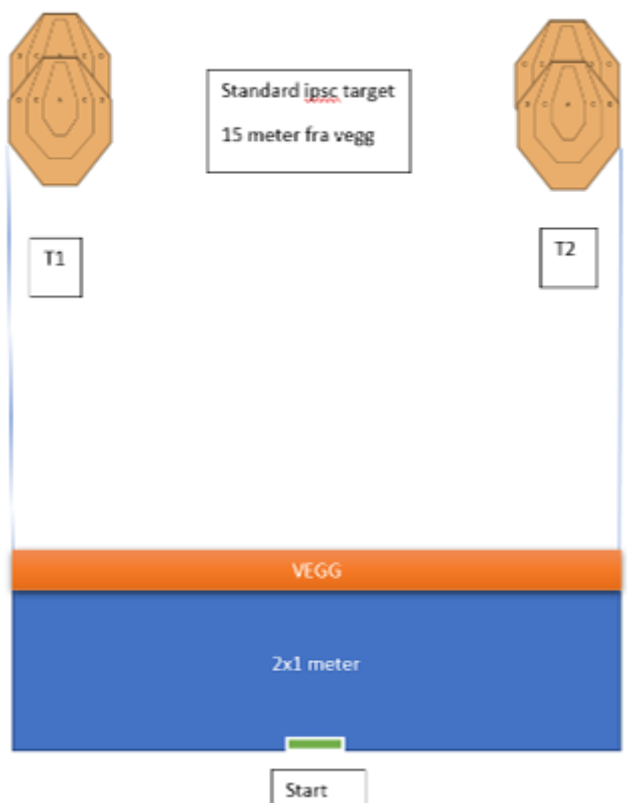 Standard ipsc target
15 meter fra vegg
T1
T2
VEGG
2x1 meter
Start